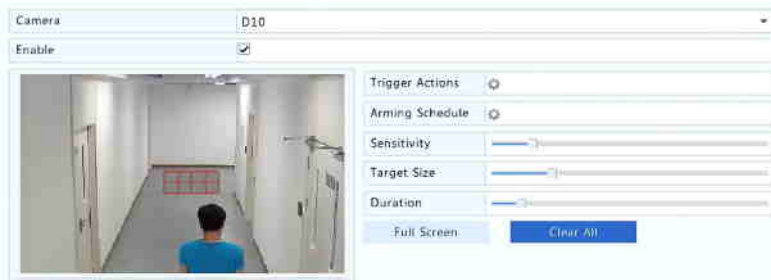 Camera D10
Enable
Trigger Actions
Arming Schedule
Sensitivity
Target Size
Duration
Full Screen Clear All